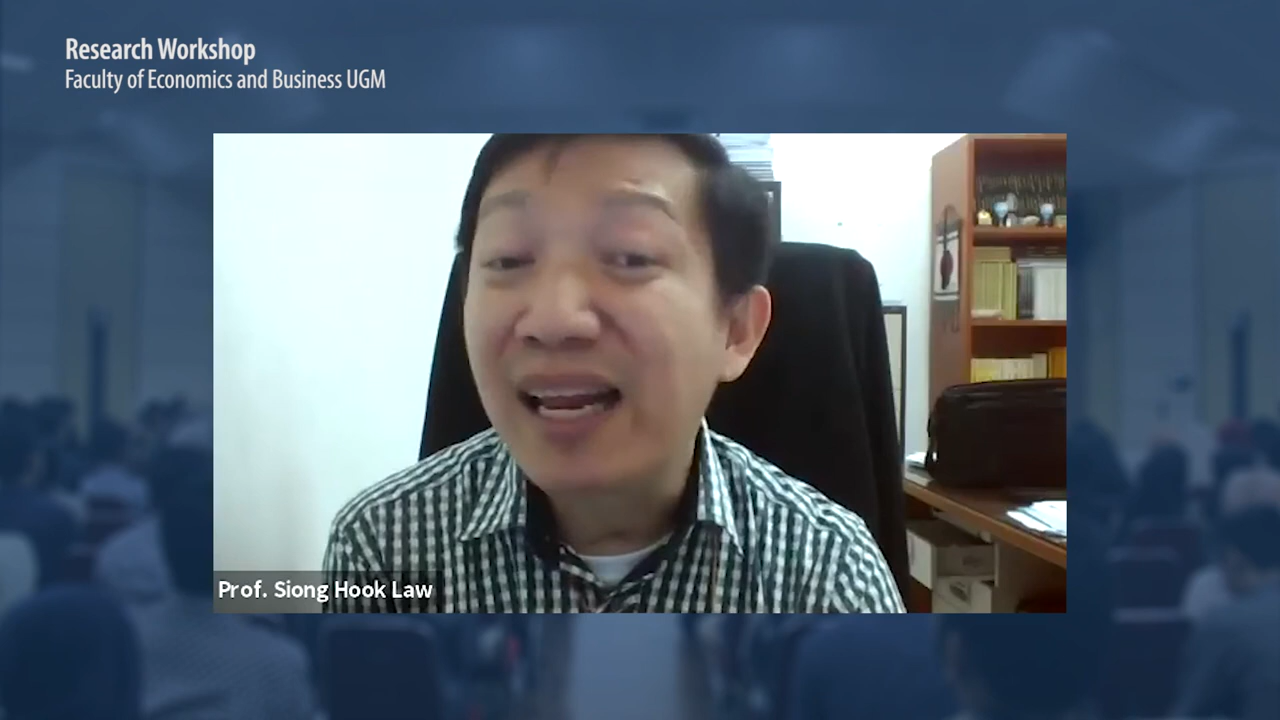 Research Workshop
Faculty of Economics and Business UGM
Prof. Siong Hook Law